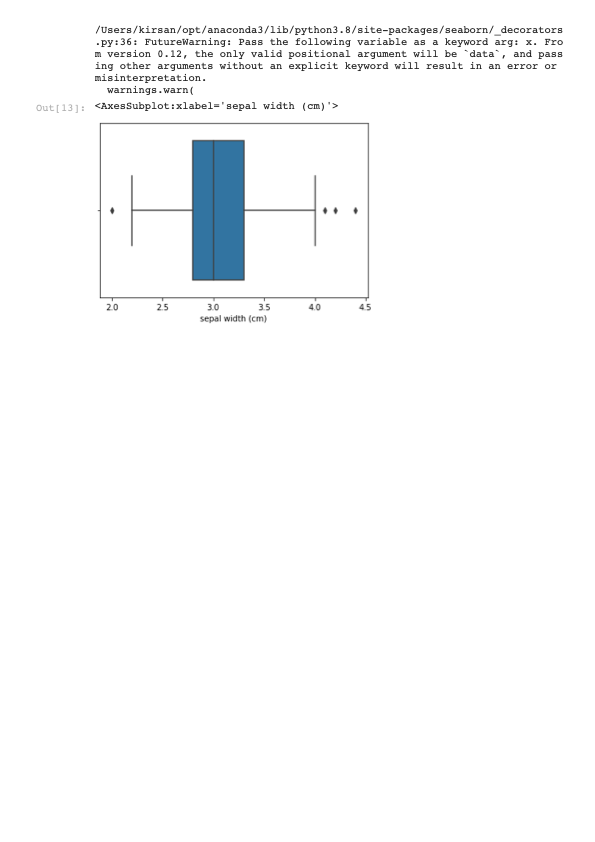 /Users/kirsan/opt/anaconda3/lib/python3.8/site-packages/seaborn/_decorators
.py:36: FutureWarning: Pass the following variable as a keyword arg: x. Fro
m version 0.12, the only valid positional argument will be `data`, and pass
ing other arguments without an explicit keyword will result in an error or
misinterpretation.
  warnings.warn(
Out[13]: <AxesSubplot:xlabel='sepal width (cm)'>
2.0 2.5 3.0 3.5 4.0 4.5
sepal width (cm)